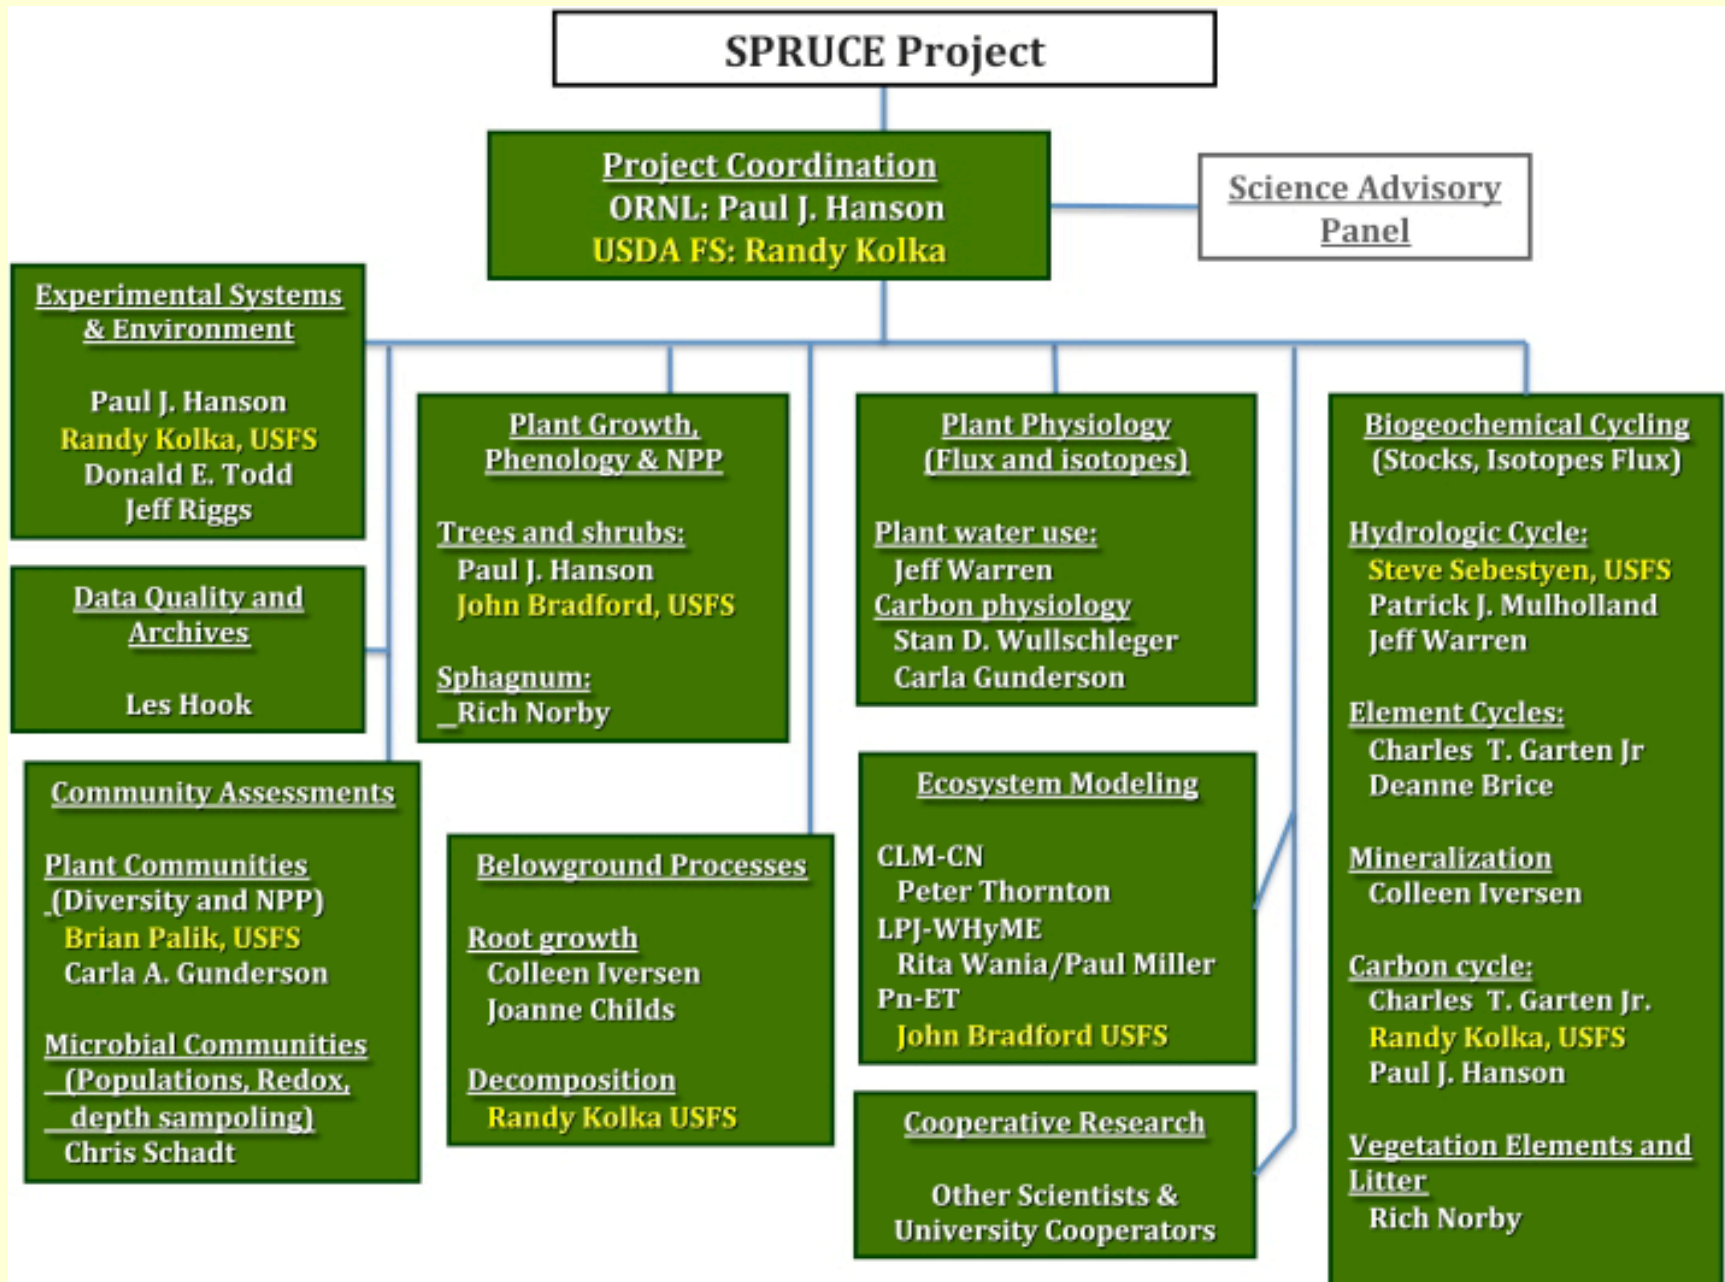 SPRUCE Project
Project Coordination
ORNL: Paul J. Hanson
USDA FS: Randy Kolka
Science Advisory
Panel
Experimental Systems
& Environment
Paul J. Hanson
Randy Kolka, USFS
Donald E. Todd
Jeff Riggs
Data Quality and
Archives
Les Hook
Community Assessments
Plant Communities
(Diversity and NPP)
Brian Palik, USFS
Carla A. Gunderson
Microbial Communities
(Populations, Redox,
depth sampoling)
Chris Schadt
Plant Growth,
Phenology & NPP
Trees and shrubs:
Paul J. Hanson
John Bradford, USFS
Sphagnum:
Rich Norby
Belowground Processes
Root growth
Colleen Iversen
Joanne Childs
Decomposition
Randy Kolka USFS
Plant Physiology
(Flux and isotopes)
Plant water use:
Jeff Warren
Carbon physiology
Stan D. Wullschleger
Carla Gunderson
Ecosystem Modeling
CLM-CN
Peter Thornton
LPJ-WHyME
Rita Wania/Paul Miller
Pn-ET
John Bradford USFS
Cooperative Research
Other Scientists &
University Cooperators
Biogeochemical Cycling
(Stocks, Isotopes Flux)
Hydrologic Cycle:
Steve Sebestyen, USFS
Patrick J. Mulholland
Jeff Warren
Element Cycles:
Charles T. Garten Jr
Deanne Brice
Mineralization
Colleen Iversen
Carbon cycle:
Charles T. Garten Jr.
Randy Kolka, USFS
Paul J. Hanson
Vegetation Elements and
Litter
Rich Norby